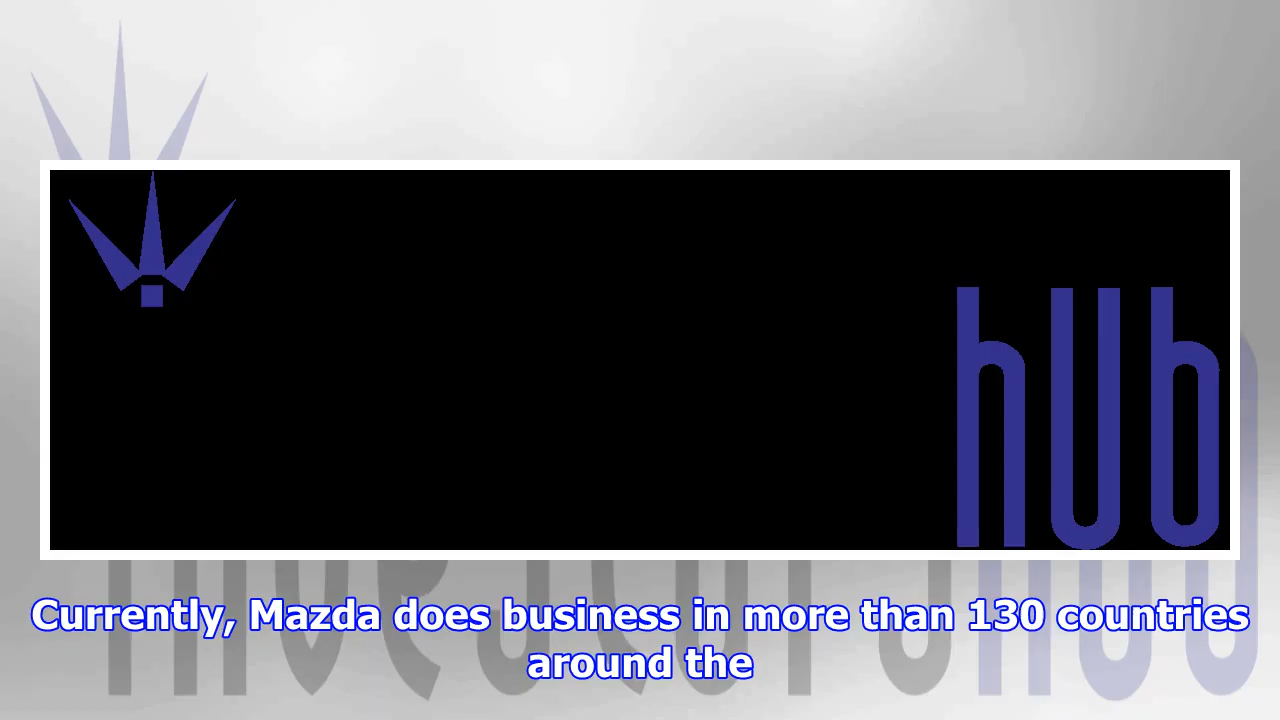 hub
Currently, Mazda does business in more than 130 countries
around the